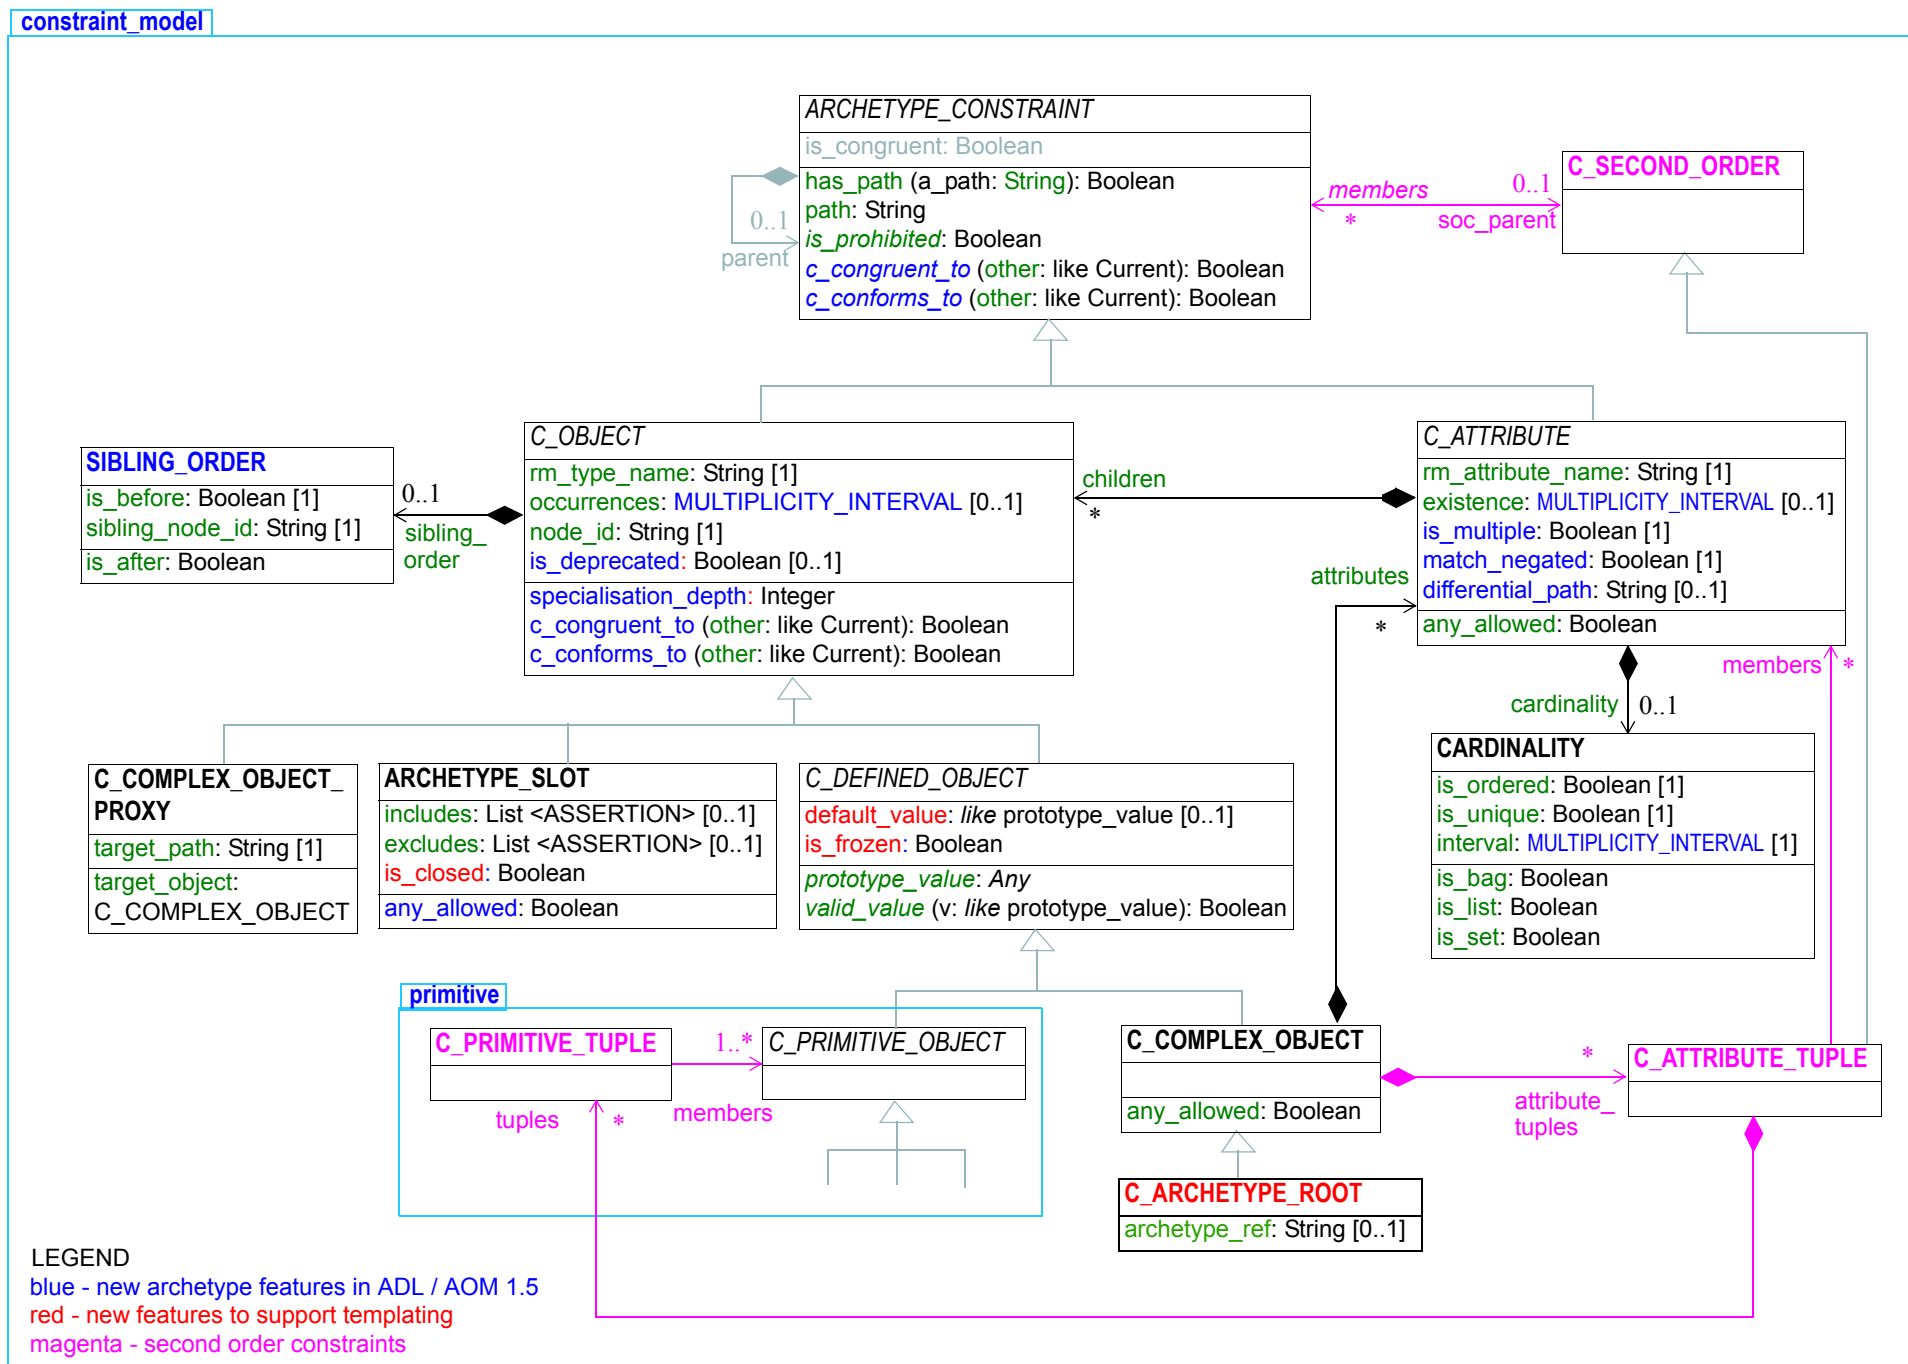 constraint_model
ARCHETYPE_CONSTRAINT
is_congruent: Boolean
has_path (a_path: String): Boolean
path: String
is_prohibited: Boolean
c_congruent_to (other: like Current): Boolean
c_conforms_to (other: like Current): Boolean
0..1
parent
members
*
0..1
soc_parent
C_SECOND_ORDER
SIBLING_ORDER
is_before: Boolean [1]
sibling_node_id: String [1]
is_after: Boolean
0..1
sibling_
order
C_OBJECT
rm_type_name: String [1]
occurrences: MULTIPLICITY_INTERVAL [0..1]
node_id: String [1]
is_deprecated: Boolean [0..1]
specialisation_depth: Integer
c_congruent_to (other: like Current): Boolean
c_conforms_to (other: like Current): Boolean
children
*
C_ATTRIBUTE
rm_attribute_name: String [1]
existence: MULTIPLICITY_INTERVAL [0..1]
is_multiple: Boolean [1]
match_negated: Boolean [1]
differential_path: String [0..1]
any_allowed: Boolean
attributes
*
members *
cardinality 0..1
C_COMPLEX_OBJECT_
PROXY
target_path: String [1]
target_object:
C_COMPLEX_OBJECT
ARCHETYPE_SLOT
includes: List <ASSERTION> [0..1]
excludes: List <ASSERTION> [0..1]
is_closed: Boolean
any_allowed: Boolean
C_DEFINED_OBJECT
default_value: like prototype_value [0..1]
is_frozen: Boolean
prototype_value: Any
valid_value (v: like prototype_value): Boolean
CARDINALITY
is_ordered: Boolean [1]
is_unique: Boolean [1]
interval: MULTIPLICITY_INTERVAL [1]
is_bag: Boolean
is_list: Boolean
is_set: Boolean
primitive
C_PRIMITIVE_TUPLE
1..*
members
C_PRIMITIVE_OBJECT
tuples *
C_COMPLEX_OBJECT
any_allowed: Boolean
*
attribute_
tuples
C_ATTRIBUTE_TUPLE
C_ARCHETYPE_ROOT
archetype_ref: String [0..1]
LEGEND
blue - new archetype features in ADL / AOM 1.5
red - new features to support templating
magenta - second order constraints